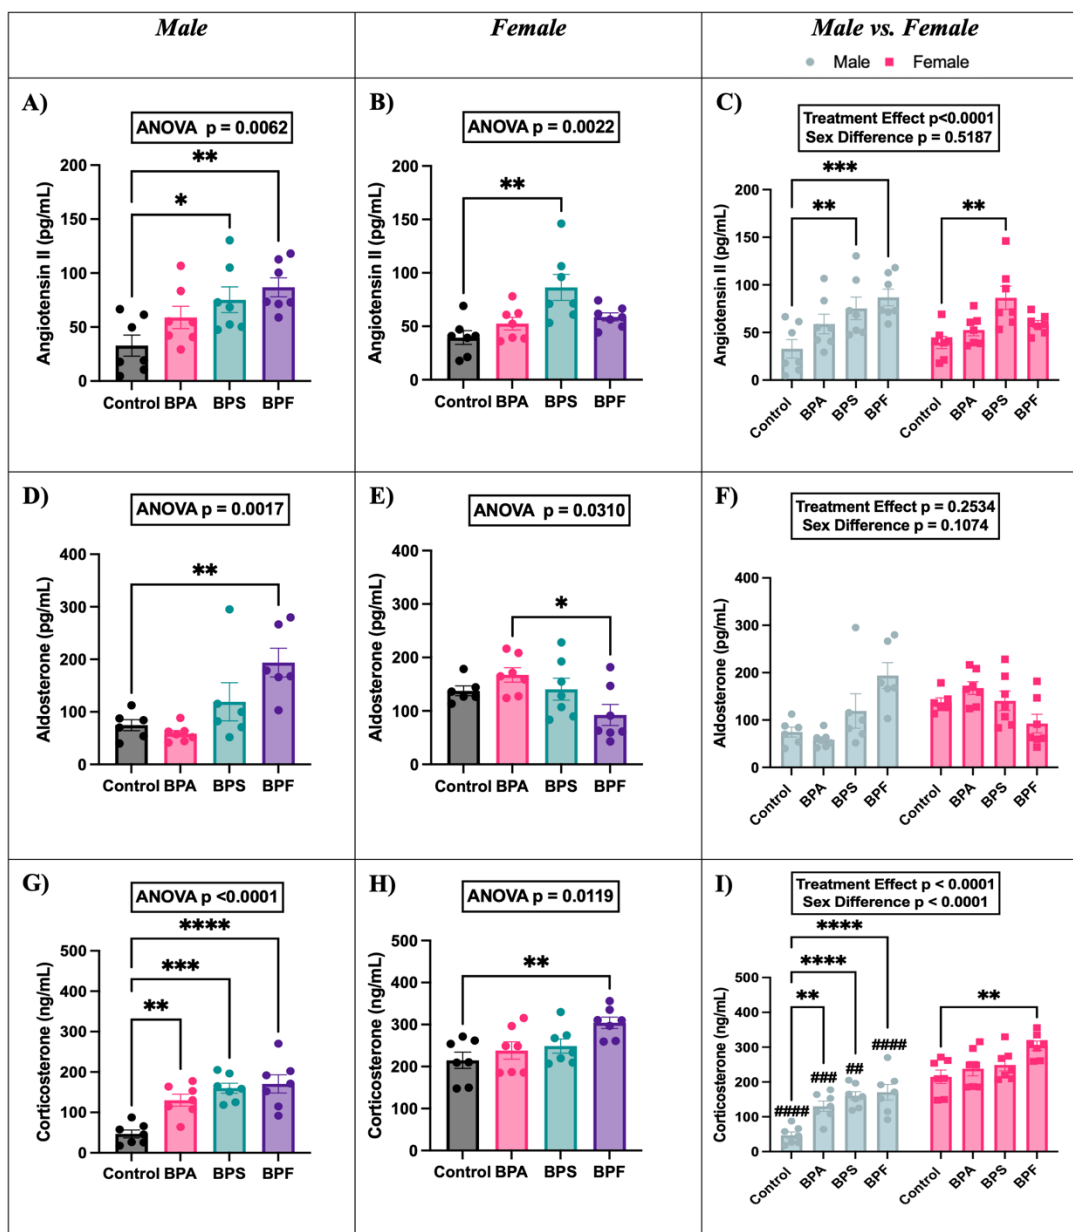 Male
Female
Male vs. Female
Male Female
A)
ANOVA p = 0.0062
**
*
Angiotensin II (pg/mL)
200
150
100
50
0
Control BPA BPS BPF
B)
ANOVA p = 0.0022
**
Angiotensin II (pg/mL)
200
150
100
50
0
Control BPA BPS BPF
C)
Treatment Effect p<0.0001
Sex Difference p = 0.5187
***
**
**
Angiotensin II (pg/mL)
200
150
100
50
0
Control BPA BPS BPF Control BPA BPS BPF
D)
ANOVA p = 0.0017
**
Aldosterone (pg/mL)
400
300
200
100
0
Control BPA BPS BPF
E)
ANOVA p = 0.0310
*
Aldosterone (pg/mL)
400
300
200
100
0
Control BPA BPS BPF
F)
Treatment Effect p = 0.2534
Sex Difference p = 0.1074
Aldosterone (pg/mL)
400
300
200
100
0
Control BPA BPS BPF Control BPA BPS BPF
G)
ANOVA p <0.0001
****
***
**
Corticosterone (ng/mL)
500
400
300
200
100
0
Control BPA BPS BPF
H)
ANOVA p = 0.0119
**
Corticosterone (ng/mL)
500
400
300
200
100
0
Control BPA BPS BPF
I)
Treatment Effect p < 0.0001
Sex Difference p < 0.0001
****
****
**
**
####
###
##
####
Corticosterone (ng/mL)
500
400
300
200
100
0
Control BPA BPS BPF Control BPA BPS BPF